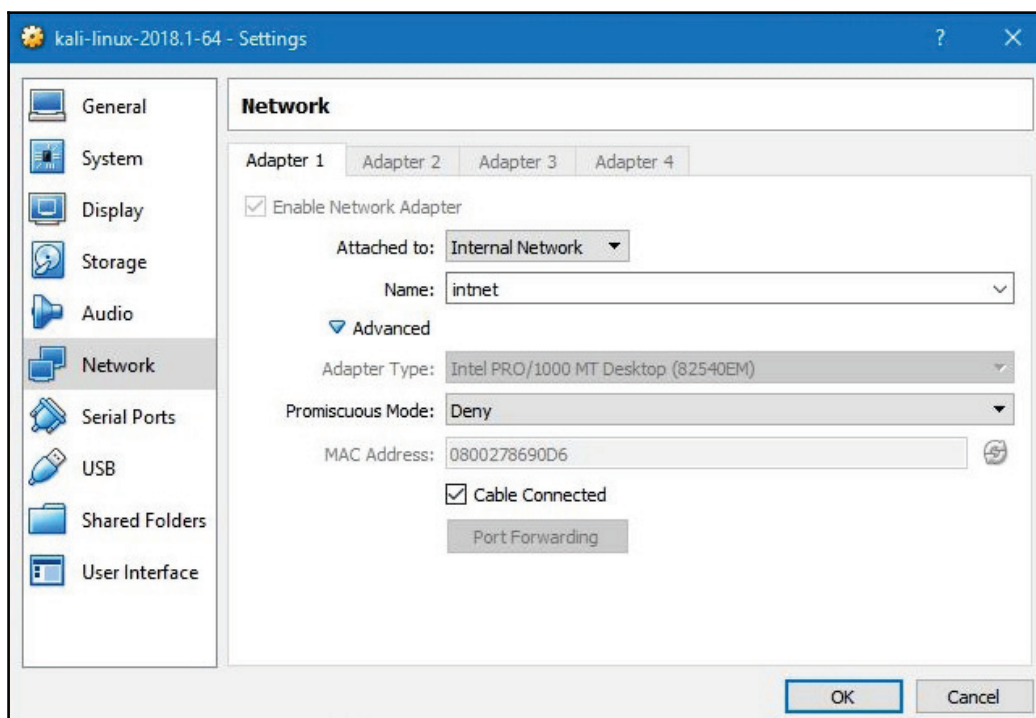 kali-linux-2018.1-64 - Settings ?
General
System
Display
Storage
Audio
Network
Serial Ports
USB
Shared Folders
User Interface
Network
Adapter 1 Adapter 2 Adapter 3 Adapter 4
Enable Network Adapter
Attached to: Internal Network
Name: intnet
Advanced
Adapter Type: Intel PRO/1000 MT Desktop (82540EM)
Promiscuous Mode: Deny
MAC Address: 0800278690D6
Cable Connected
Port Forwarding
OK Cancel